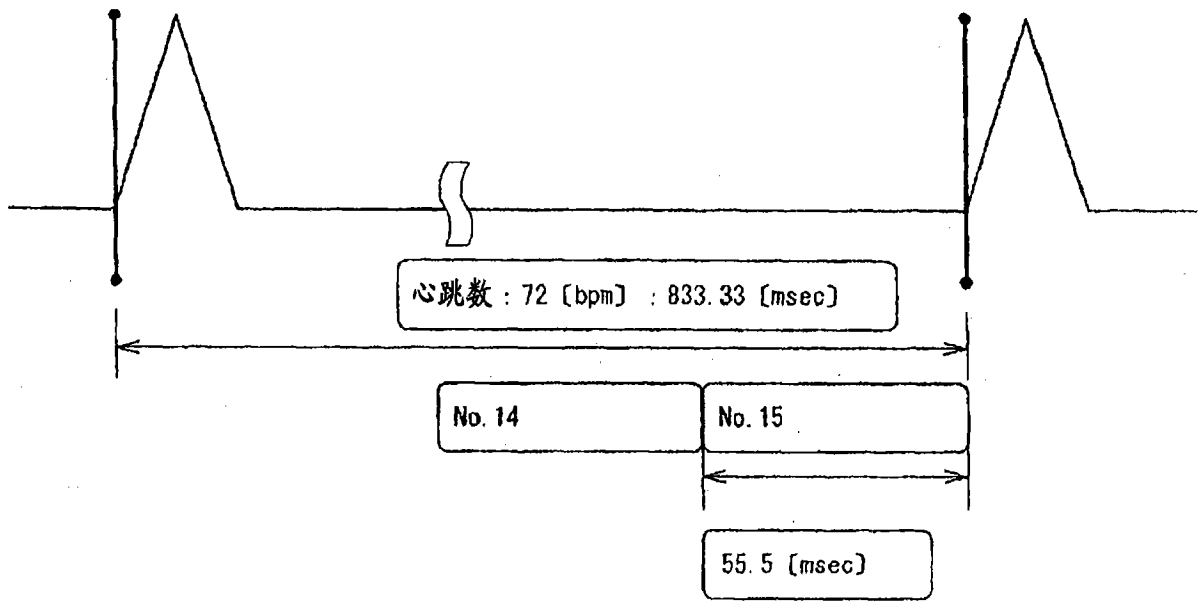 心跳数 : 72 [bpm] : 833.33 [msec]
No. 14
No. 15
55.5 [msec]